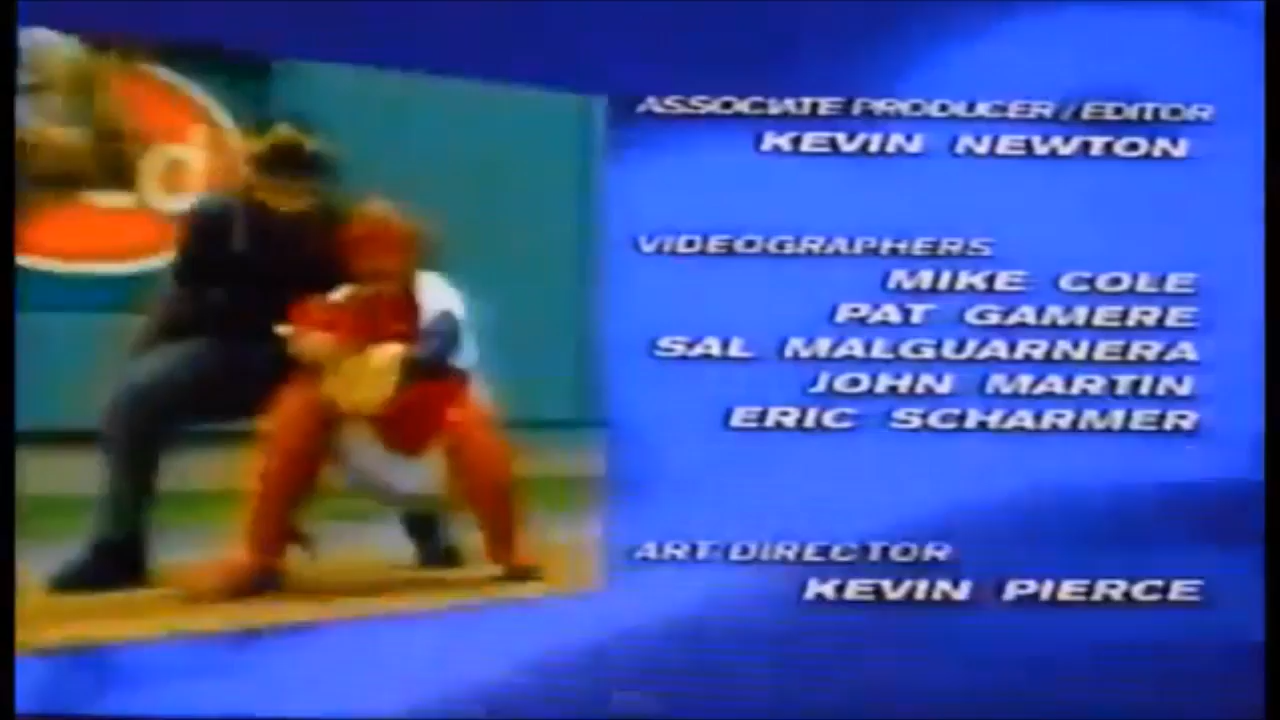 ASSOCIATE PRODUCER / EDITOR
KEVIN NEWTON
VIDEOGRAPHERS
MIKE COLE
PAT GAMERE
SAL MALGUARNERA
JOHN MARTIN
ERIC SCHARMER
ART DIRECTOR
KEVIN PIERCE